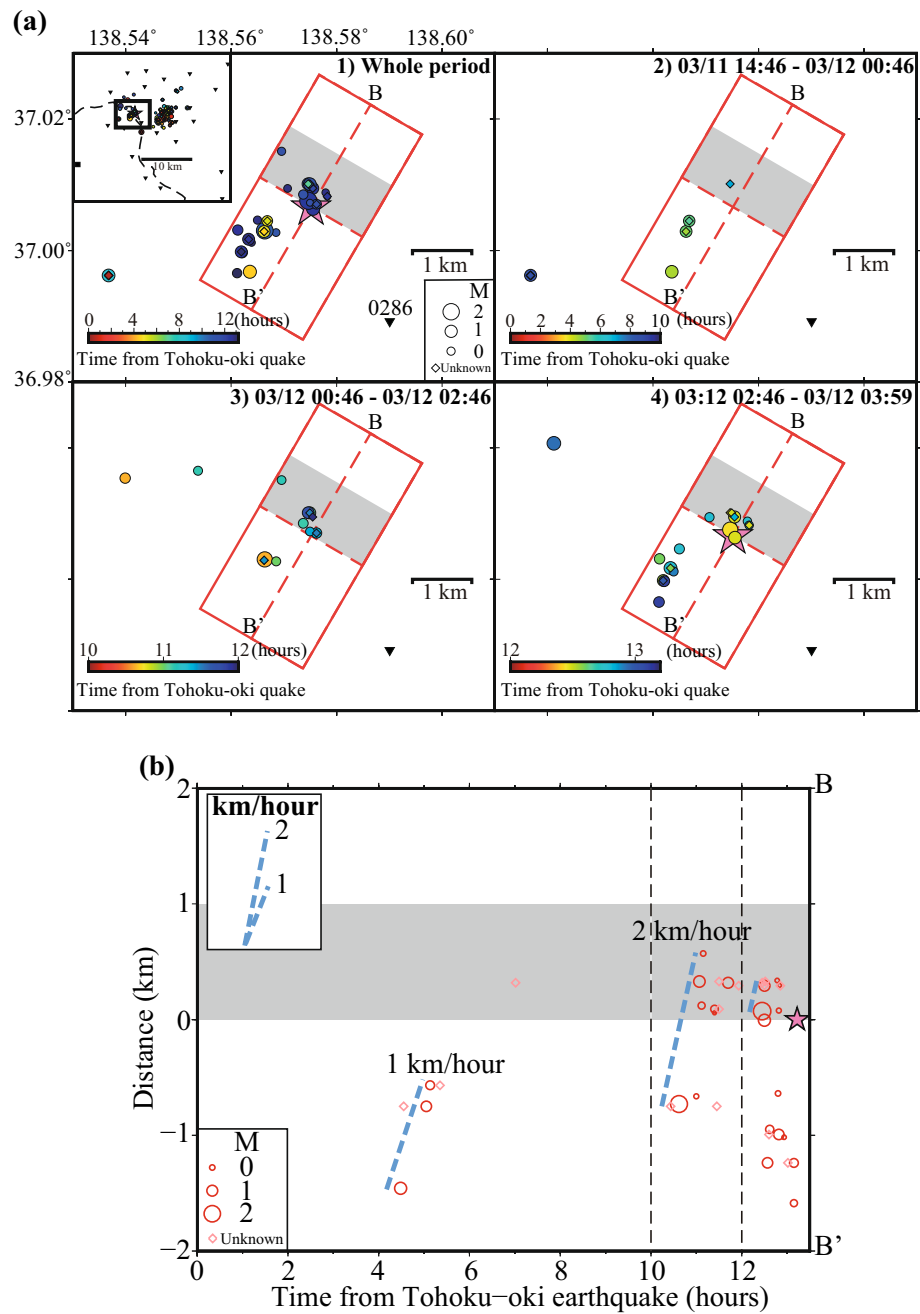 (a)
138.54° 138.56° 138.58° 138.60°
37.02°
37.00°
36.98°
1) Whole period
B
10 km
1 km
B’
0286
M
2
1
0
Unknown
0 4 8 12 (hours)
Time from Tohoku-oki quake
2) 03/11 14:46 - 03/12 00:46
B
1 km
B’
0 2 4 6 8 10 (hours)
Time from Tohoku-oki quake
3) 03/12 00:46 - 03/12 02:46
B
1 km
B’
10 11 12 (hours)
Time from Tohoku-oki quake
4) 03:12 02:46 - 03/12 03:59
B
1 km
B’
12 13 (hours)
Time from Tohoku-oki quake
(b)
2
1
0
−1
−2
Distance (km)
km/hour
2
1
B
2 km/hour
1 km/hour
M
0
1
2
Unknown
B’
0 2 4 6 8 10 12
Time from Tohoku−oki earthquake (hours)